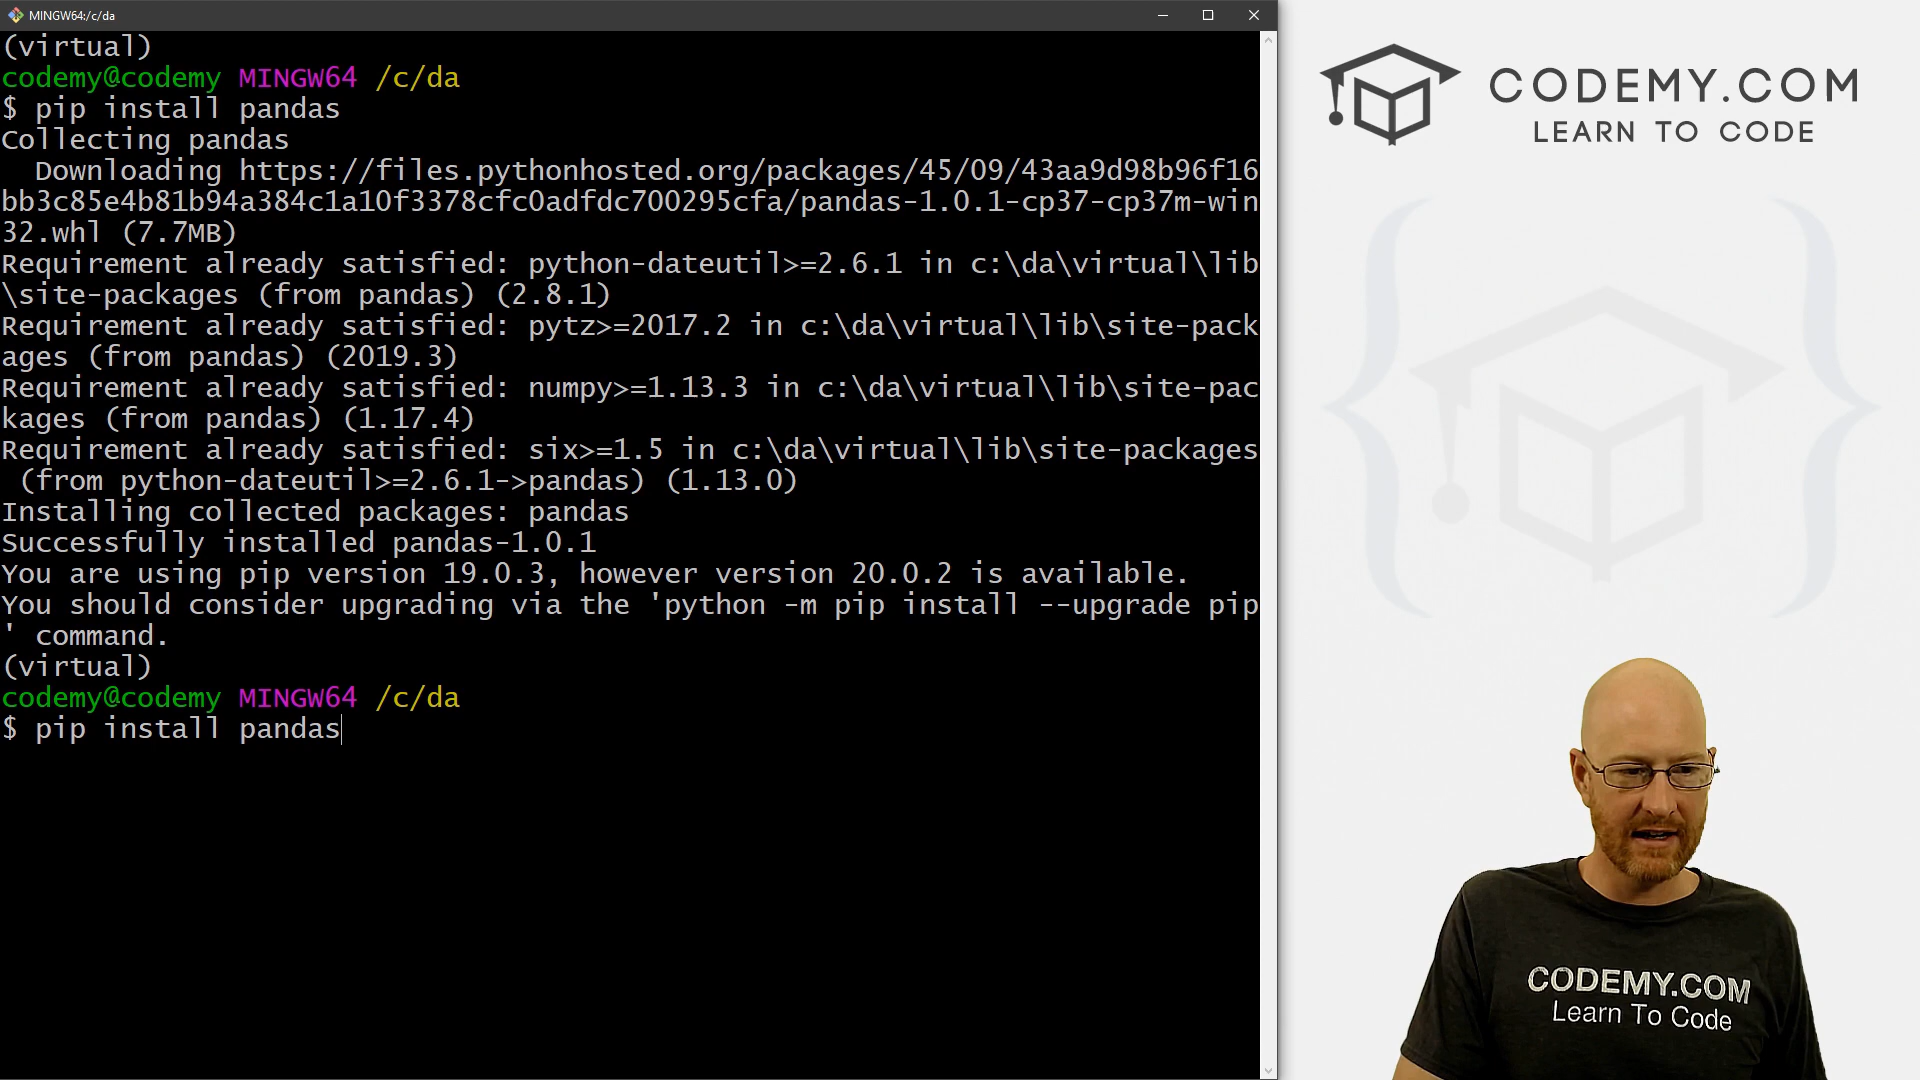 MINGW64:/c/da
(virtual)
codemy@codemy MINGW64 /c/da
$ pip install pandas
Collecting pandas
  Downloading https://files.pythonhosted.org/packages/45/09/43aa9d98b96f16
bb3c85e4b81b94a384c1a10f3378cfc0adfdc700295cfa/pandas-1.0.1-cp37-cp37m-win
32.whl (7.7MB)
Requirement already satisfied: python-dateutil>=2.6.1 in c:\da\virtual\lib
\site-packages (from pandas) (2.8.1)
Requirement already satisfied: pytz>=2017.2 in c:\da\virtual\lib\site-pack
ages (from pandas) (2019.3)
Requirement already satisfied: numpy>=1.13.3 in c:\da\virtual\lib\site-pac
kages (from pandas) (1.17.4)
Requirement already satisfied: six>=1.5 in c:\da\virtual\lib\site-packages
 (from python-dateutil>=2.6.1->pandas) (1.13.0)
Installing collected packages: pandas
Successfully installed pandas-1.0.1
You are using pip version 19.0.3, however version 20.0.2 is available.
You should consider upgrading via the 'python -m pip install --upgrade pip
' command.
(virtual)
codemy@codemy MINGW64 /c/da
$ pip install pandas
CODEMY.COM
LEARN TO CODE
CODEMY.COM
Learn To Code